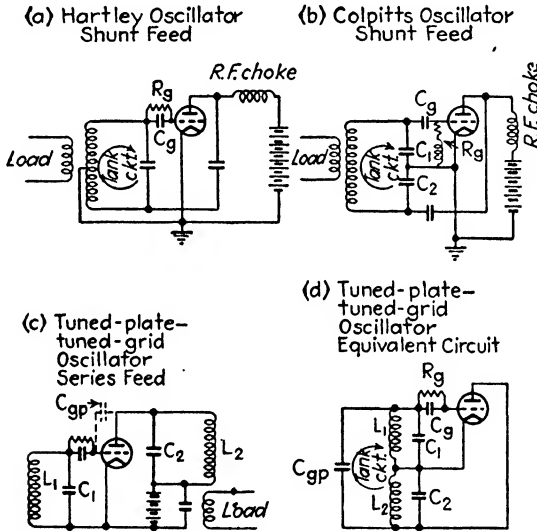 (a) Hartley Oscillator
Shunt Feed
R.F. choke
Rg
Cg
Load
Tank
ckt.
(b) Colpitts Oscillator
Shunt Feed
Cg
R.F. choke
C1
Rg
Load
Tank
ckt.
C2
(c) Tuned-plate-
tuned-grid
Oscillator
Series Feed
Cgp
L1
C1
C2
L2
Load
(d) Tuned-plate-
tuned-grid
Oscillator
Equivalent Circuit
Rg
L1
Cg
C1
Cgp
Tank
ckt.
L2
C2